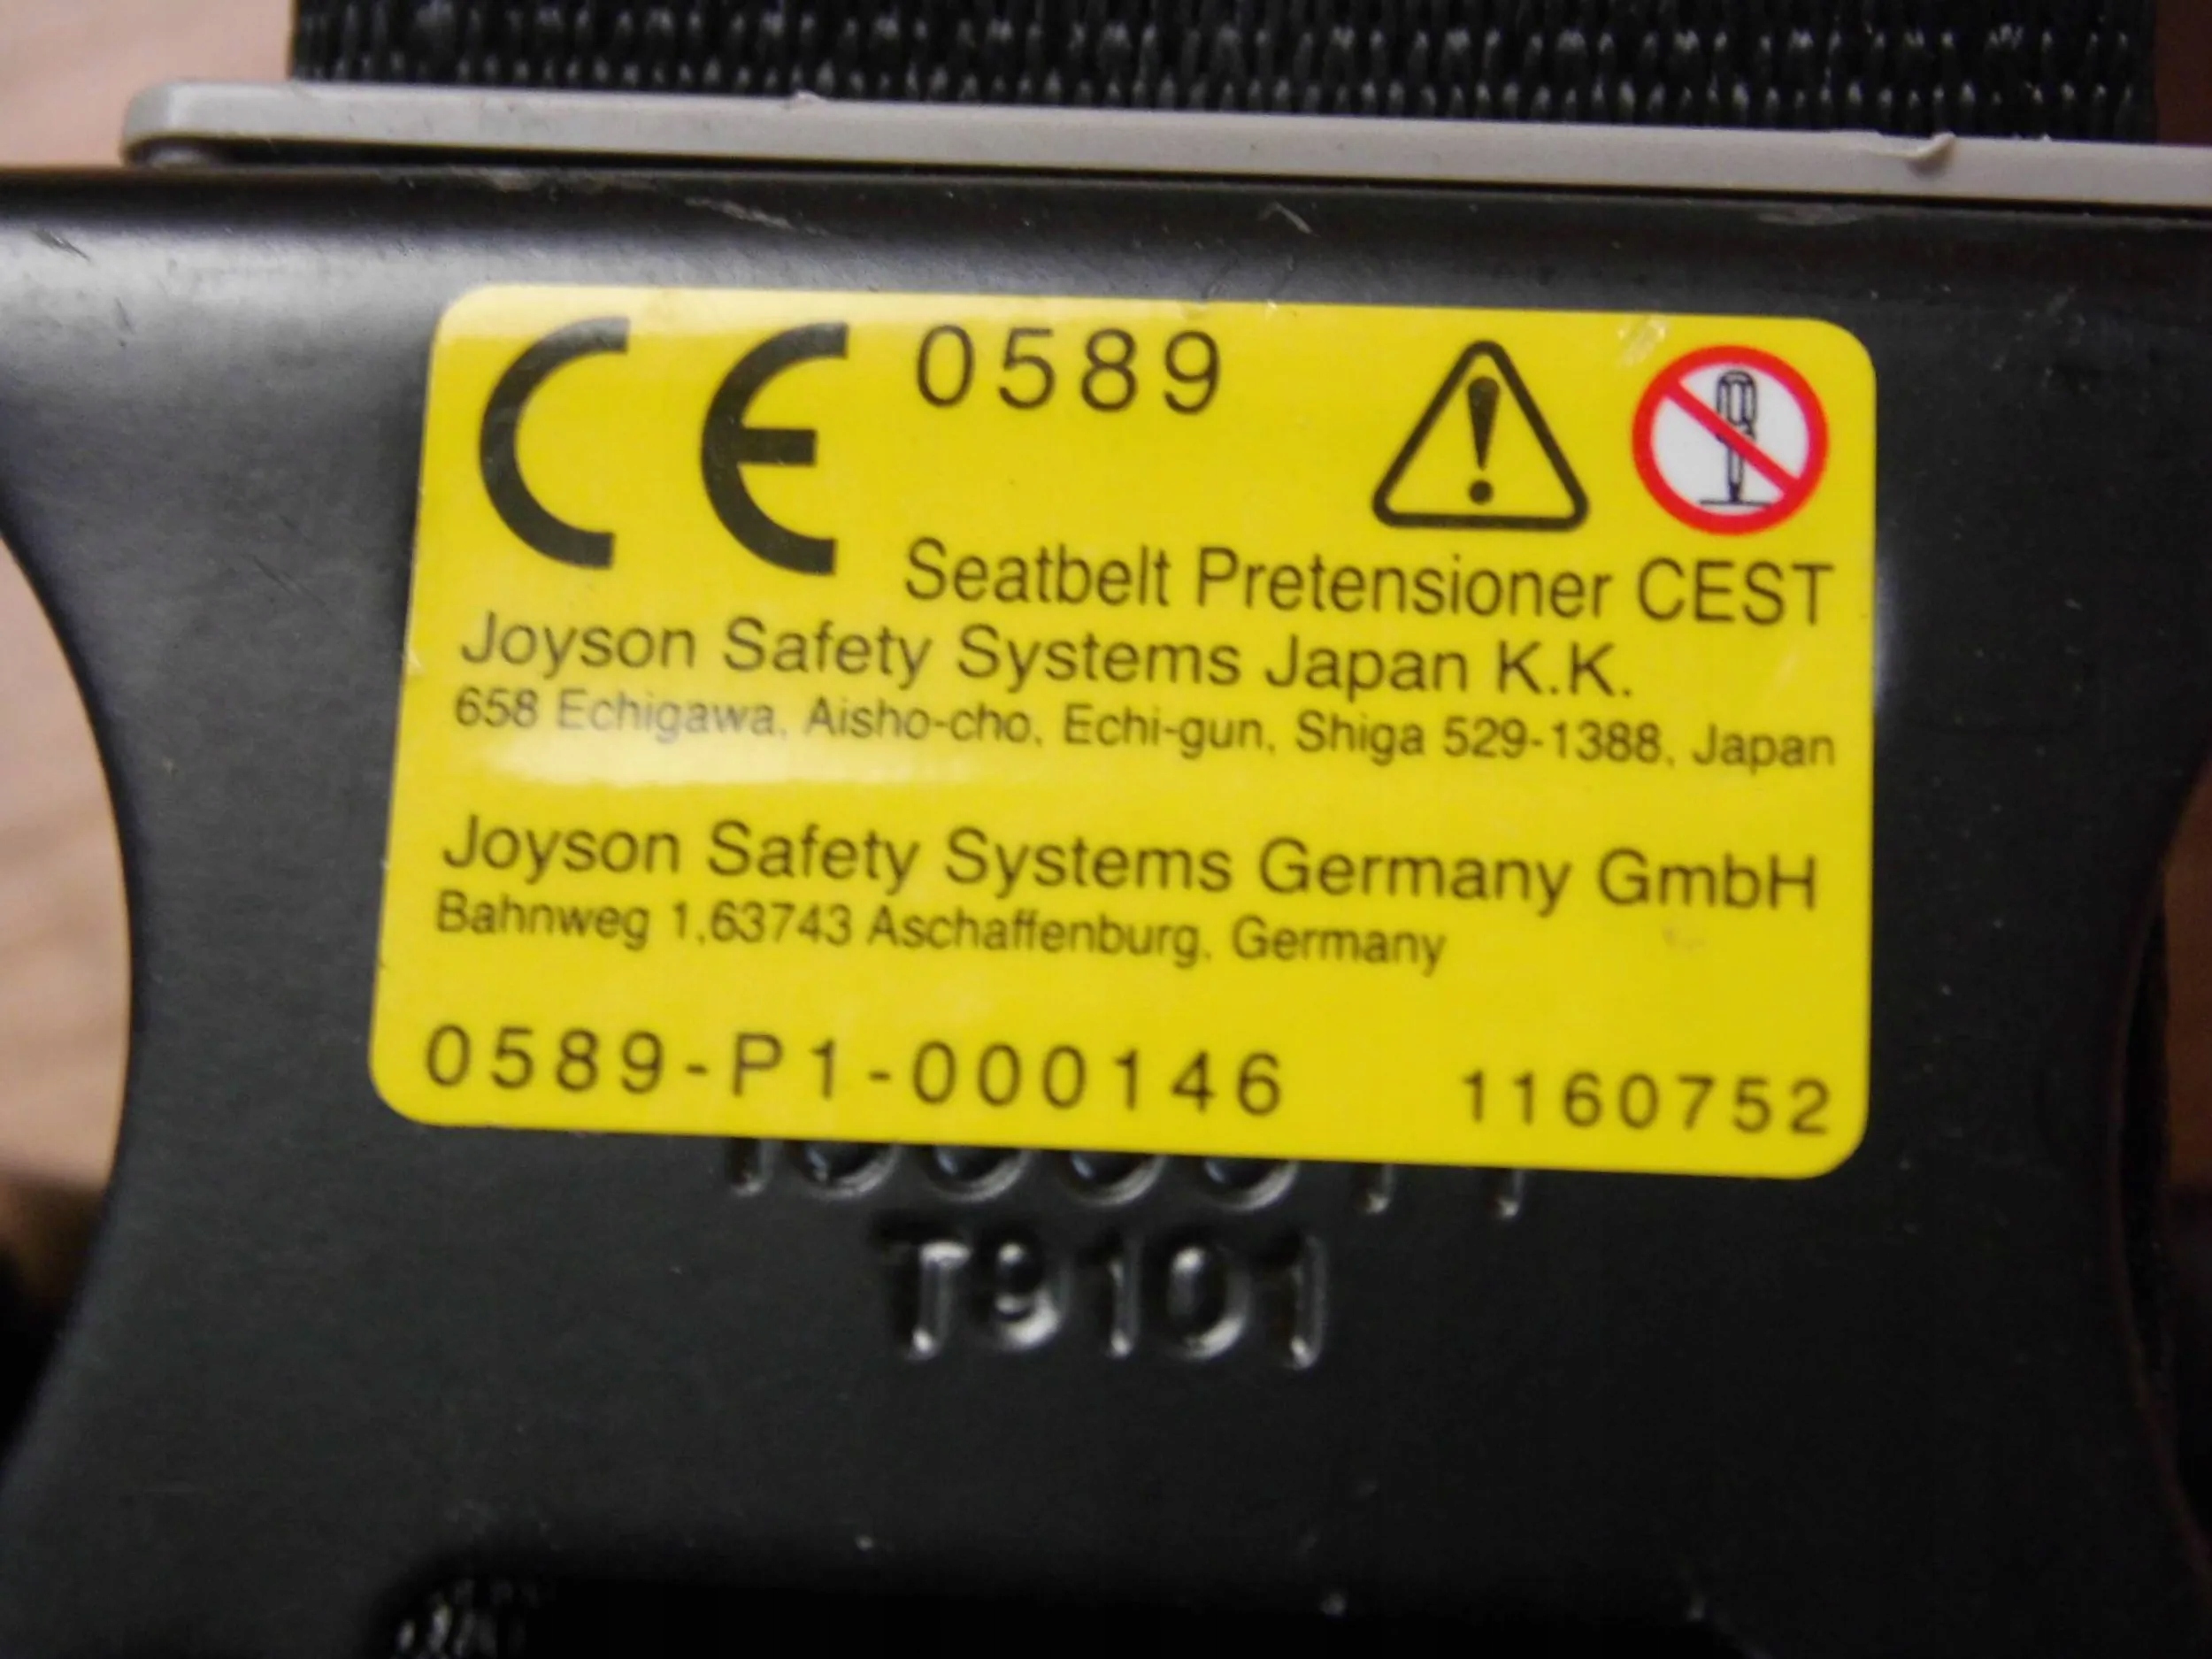 CE 0589
Seatbelt Pretensioner CEST
Joyson Safety Systems Japan K.K.
658 Echigawa, Aisho-cho, Echi-gun, Shiga 529-1388, Japan
Joyson Safety Systems Germany GmbH
Bahnweg 1,63743 Aschaffenburg, Germany
0589-P1-000146 1160752
T9101